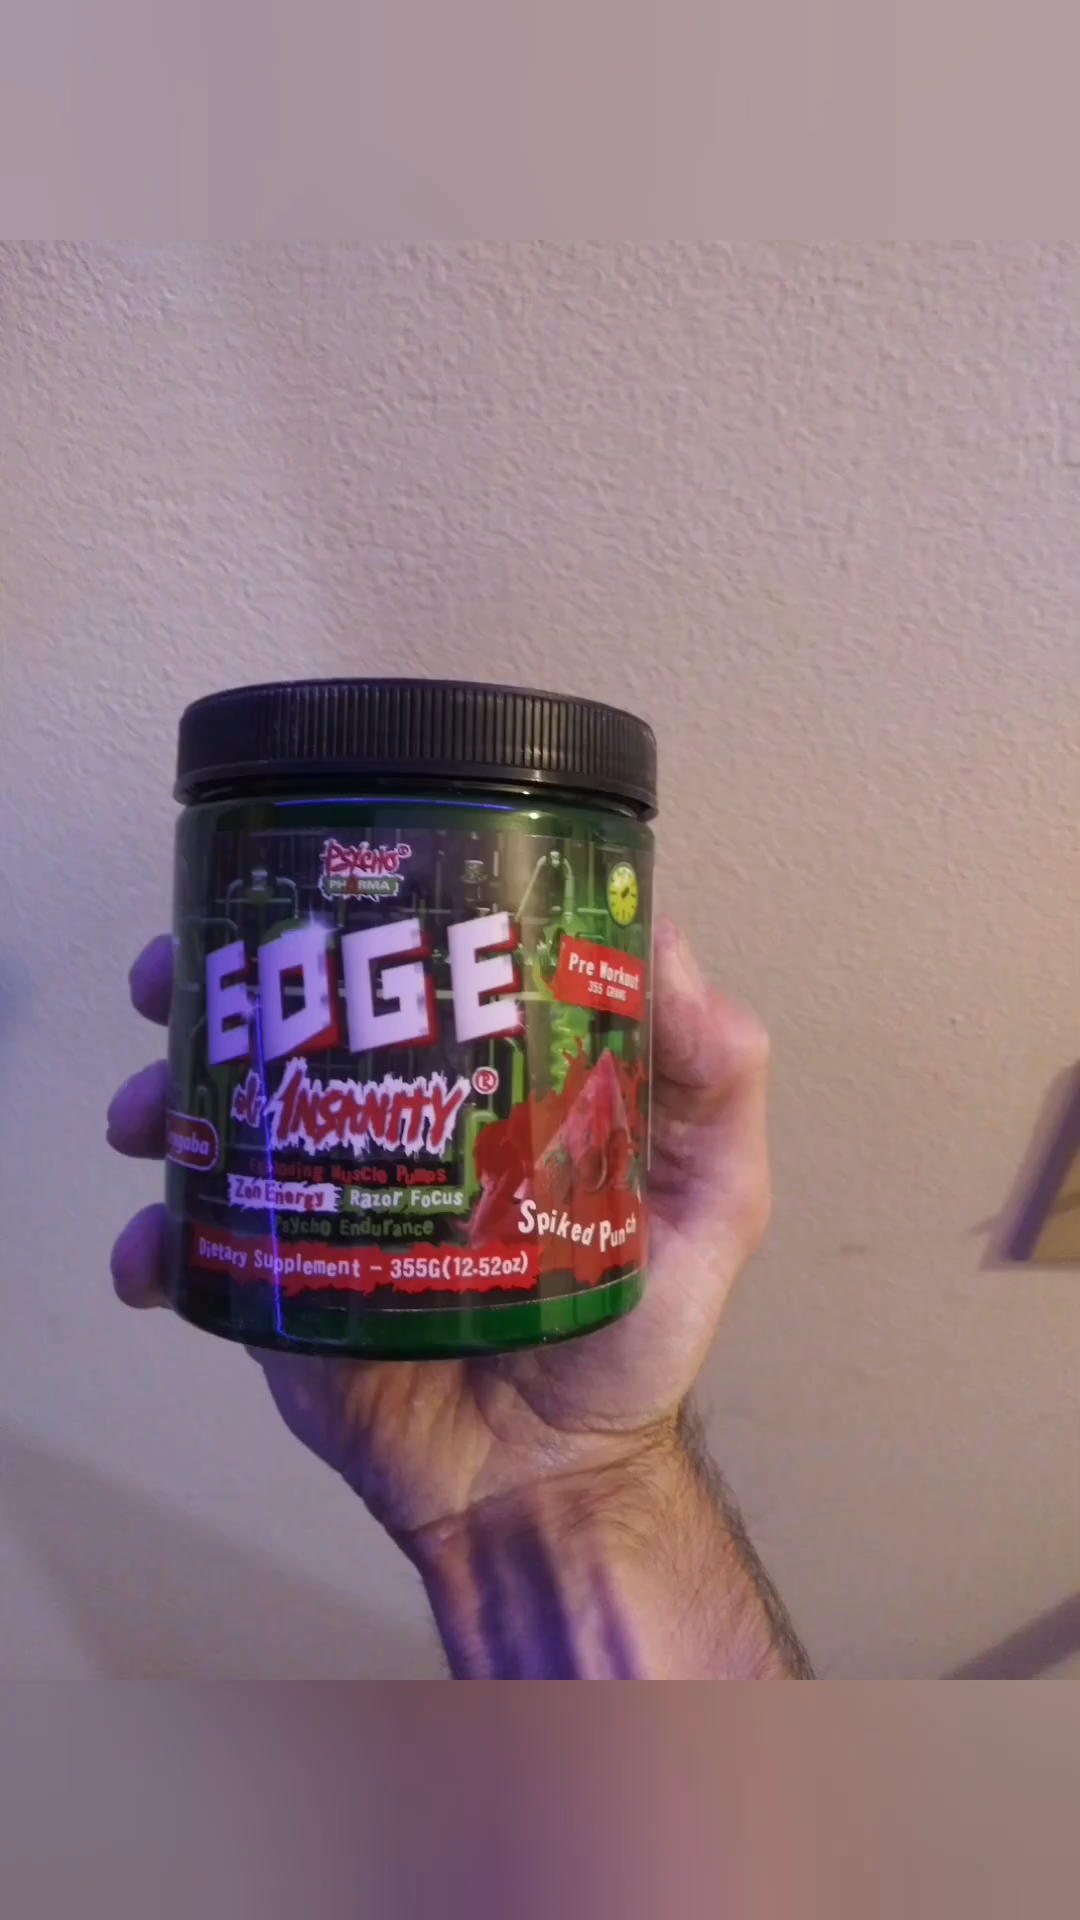 PSYCHO®
PHARMA
EDGE
of INSANITY®
Pre Workout
355 GRAMS
Exploding Muscle Pumps
Zen Energy Razor Focus
Psycho Endurance
Spiked Punch
Dietary Supplement - 355G(12.52oz)